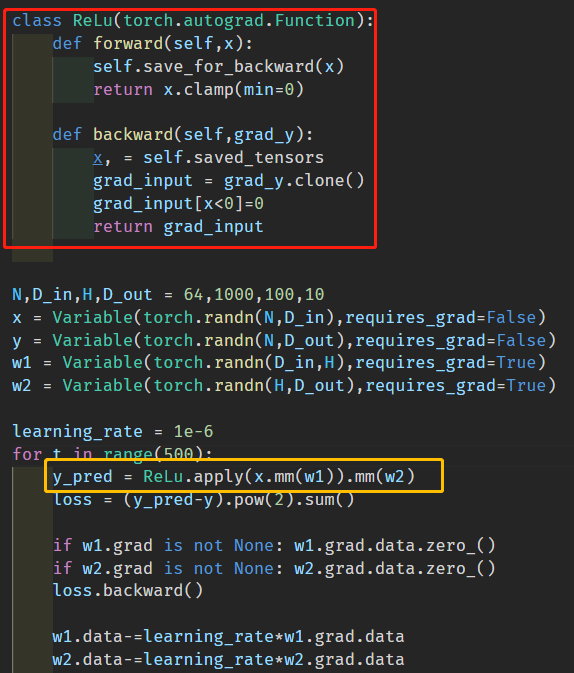 class ReLu(torch.autograd.Function):
    def forward(self,x):
        self.save_for_backward(x)
        return x.clamp(min=0)

    def backward(self,grad_y):
        x, = self.saved_tensors
        grad_input = grad_y.clone()
        grad_input[x<0]=0
        return grad_input

N,D_in,H,D_out = 64,1000,100,10
x = Variable(torch.randn(N,D_in),requires_grad=False)
y = Variable(torch.randn(N,D_out),requires_grad=False)
w1 = Variable(torch.randn(D_in,H),requires_grad=True)
w2 = Variable(torch.randn(H,D_out),requires_grad=True)

learning_rate = 1e-6
for t in range(500):
    y_pred = ReLu.apply(x.mm(w1)).mm(w2)
    loss = (y_pred-y).pow(2).sum()

    if w1.grad is not None: w1.grad.data.zero_()
    if w2.grad is not None: w2.grad.data.zero_()
    loss.backward()

    w1.data-=learning_rate*w1.grad.data
    w2.data-=learning_rate*w2.grad.data